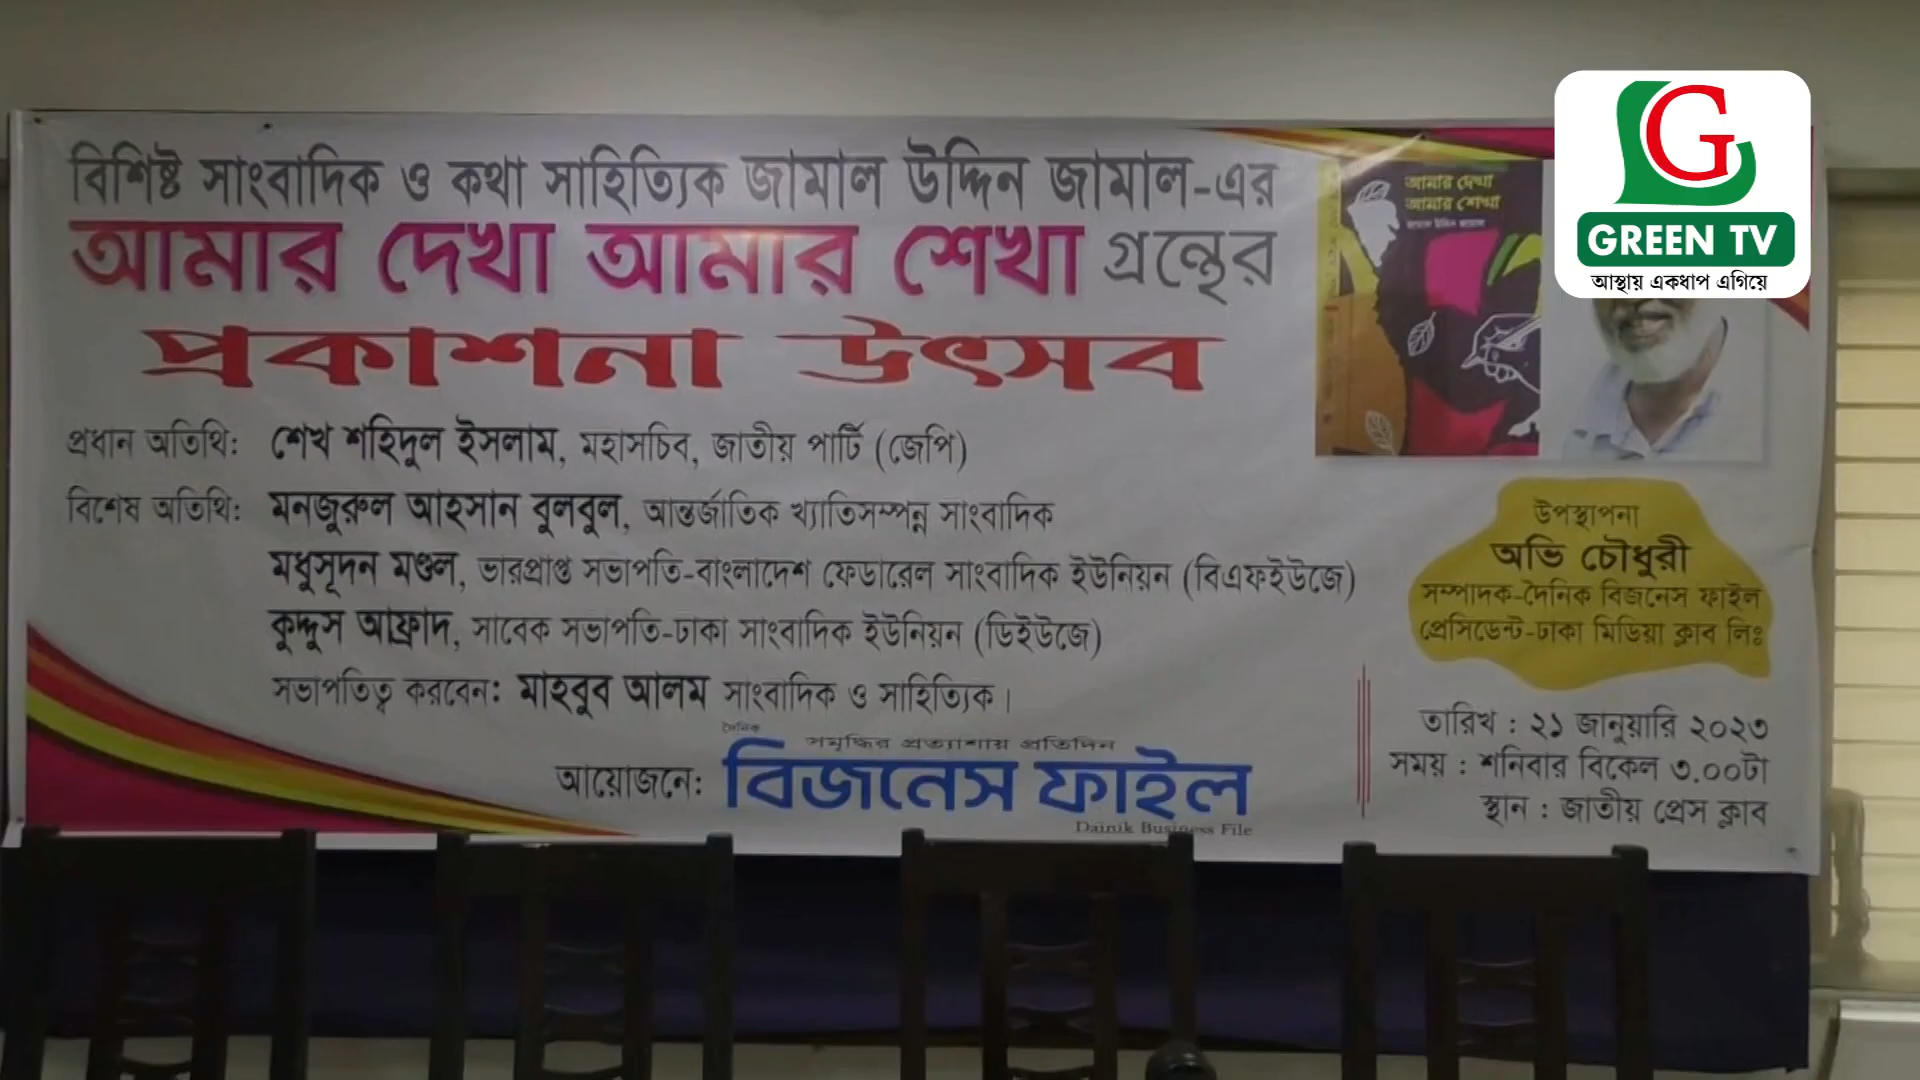 বিশিষ্ট সাংবাদিক ও কথা সাহিত্যিক জামাল উদ্দিন জামাল-এর
আমার দেখা আমার শেখা গ্রন্থের
প্রকাশনা উৎসব
প্রধান অতিথি: শেখ শহিদুল ইসলাম, মহাসচিব, জাতীয় পার্টি (জেপি)
বিশেষ অতিথি: মনজুরুল আহসান বুলবুল, আন্তর্জাতিক খ্যাতিসম্পন্ন সাংবাদিক
মধুসূদন মণ্ডল, ভারপ্রাপ্ত সভাপতি-বাংলাদেশ ফেডারেল সাংবাদিক ইউনিয়ন (বিএফইউজে)
কুদ্দুস আফ্রাদ, সাবেক সভাপতি-ঢাকা সাংবাদিক ইউনিয়ন (ডিইউজে)
সভাপতিত্ব করবেন: মাহবুব আলম সাংবাদিক ও সাহিত্যিক।
দৈনিক
সমৃদ্ধির প্রত্যাশায় প্রতিদিন
আয়োজনে: বিজনেস ফাইল
Dainik Business File
আমার দেখা
আমার শেখা
জামাল উদ্দিন জামাল
উপস্থাপনা
অভি চৌধুরী
সম্পাদক-দৈনিক বিজনেস ফাইল
প্রেসিডেন্ট-ঢাকা মিডিয়া ক্লাব লিঃ
তারিখ : ২১ জানুয়ারি ২০২৩
সময় : শনিবার বিকেল ৩.০০টা
স্থান : জাতীয় প্রেস ক্লাব
G
GREEN TV
আস্থায় একধাপ এগিয়ে